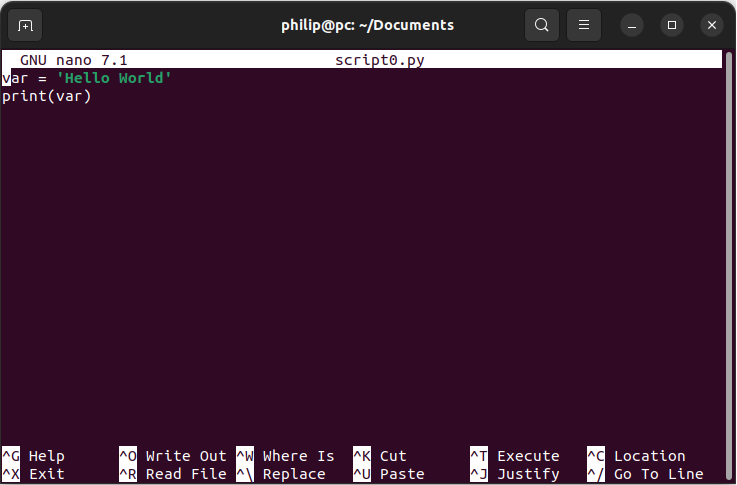 philip@pc: ~/Documents
GNU nano 7.1 script0.py
var = 'Hello World'
print(var)
^G Help ^O Write Out ^W Where Is ^K Cut ^T Execute ^C Location
^X Exit ^R Read File ^\ Replace ^U Paste ^J Justify ^/ Go To Line